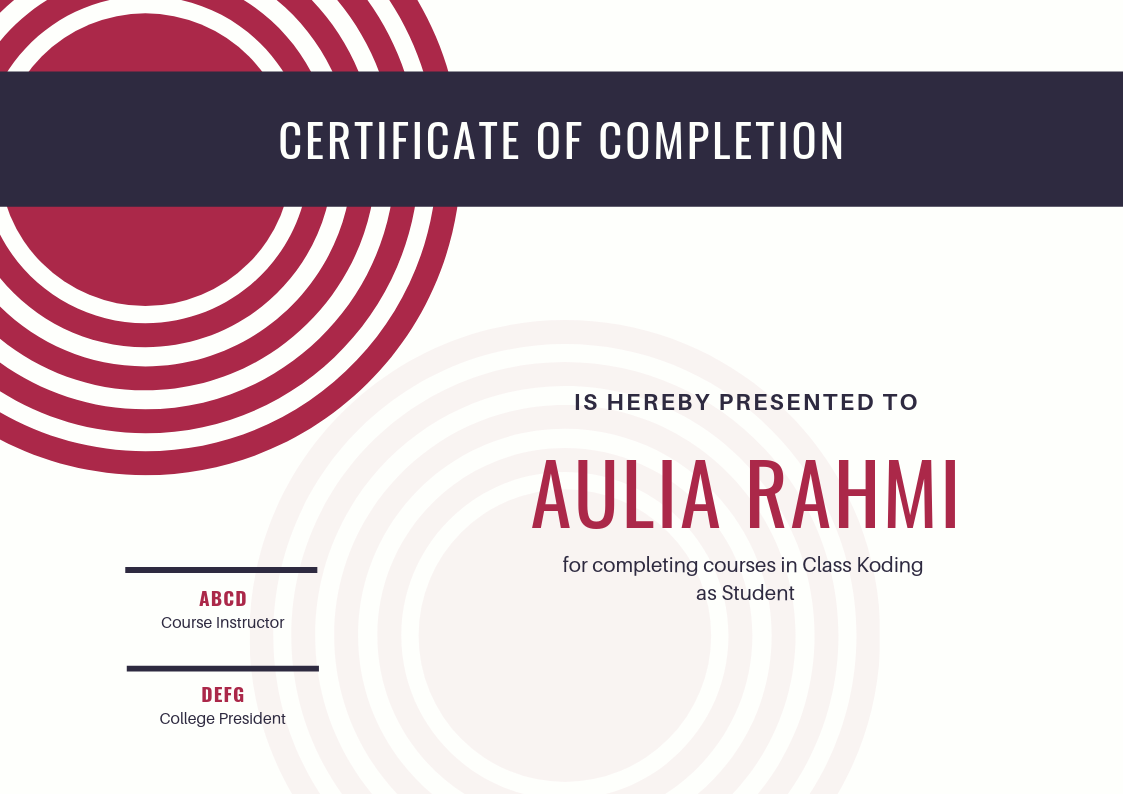 CERTIFICATE OF COMPLETION
IS HEREBY PRESENTED TO
AULIA RAHMI
for completing courses in Class Koding
as Student
ABCD
Course Instructor
DEFG
College President